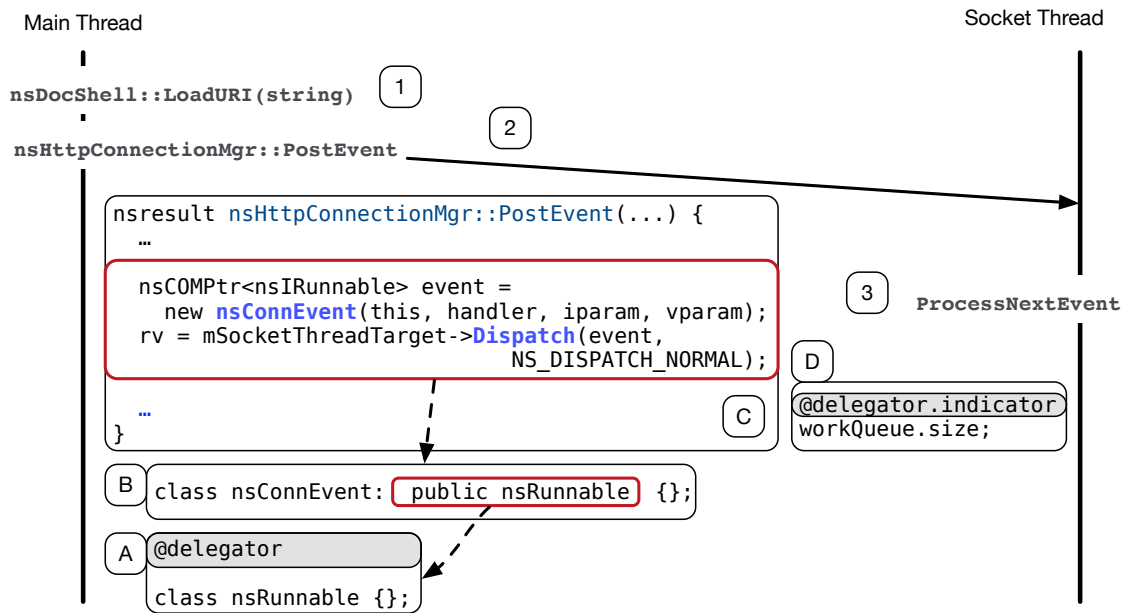 Main Thread
Socket Thread
nsDocShell::LoadURI(string)
1
2
nsHttpConnectionMgr::PostEvent
nsresult nsHttpConnectionMgr::PostEvent(...) {
…
nsCOMPtr<nsIRunnable> event =
new nsConnEvent(this, handler, iparam, vparam);
rv = mSocketThreadTarget->Dispatch(event,
NS_DISPATCH_NORMAL);
…
}
C
3
ProcessNextEvent
D
@delegator.indicator
workQueue.size;
B
class nsConnEvent: public nsRunnable {};
A
@delegator
class nsRunnable {};